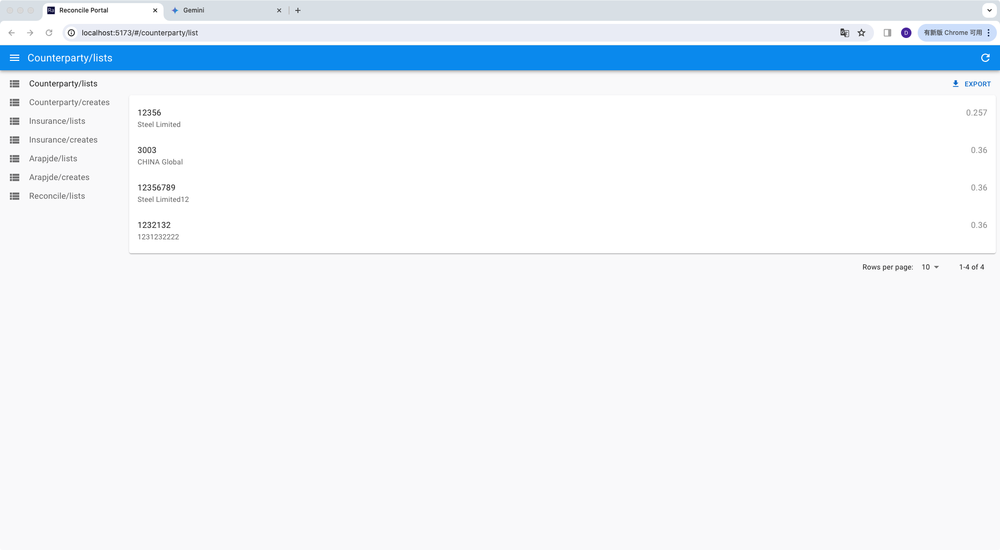 Ra Reconcile Portal
Gemini
localhost:5173/#/counterparty/list
D
有新版 Chrome 可用
Counterparty/lists
Counterparty/lists
Counterparty/creates
Insurance/lists
Insurance/creates
Arapjde/lists
Arapjde/creates
Reconcile/lists
EXPORT
12356 0.257
Steel Limited
3003 0.36
CHINA Global
12356789 0.36
Steel Limited12
1232132 0.36
1231232222
Rows per page: 10 1-4 of 4